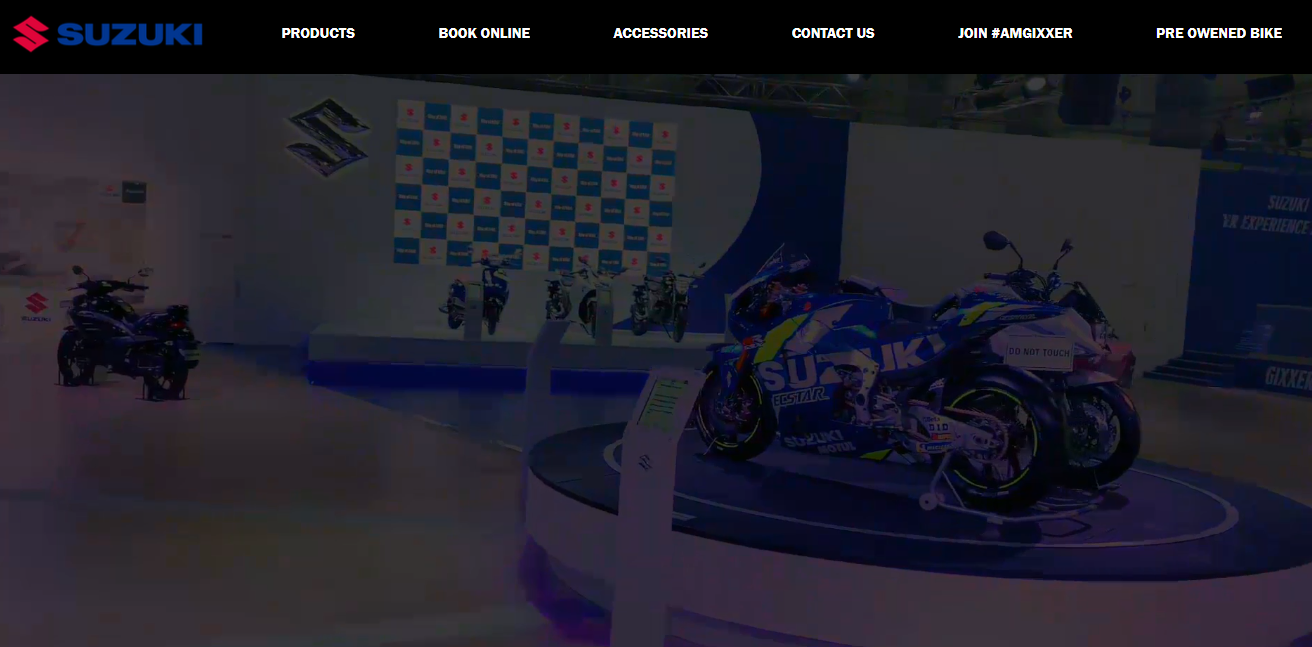 SUZUKI
PRODUCTS
BOOK ONLINE
ACCESSORIES
CONTACT US
JOIN #AMGIXXER
PRE OWENED BIKE
SUZUKI
VR EXPERIENCE
SUZUKI
DO NOT TOUCH
SUZUKI
ECSTAR
GIXXER
D.I.D
SUZUKI
MOTUL